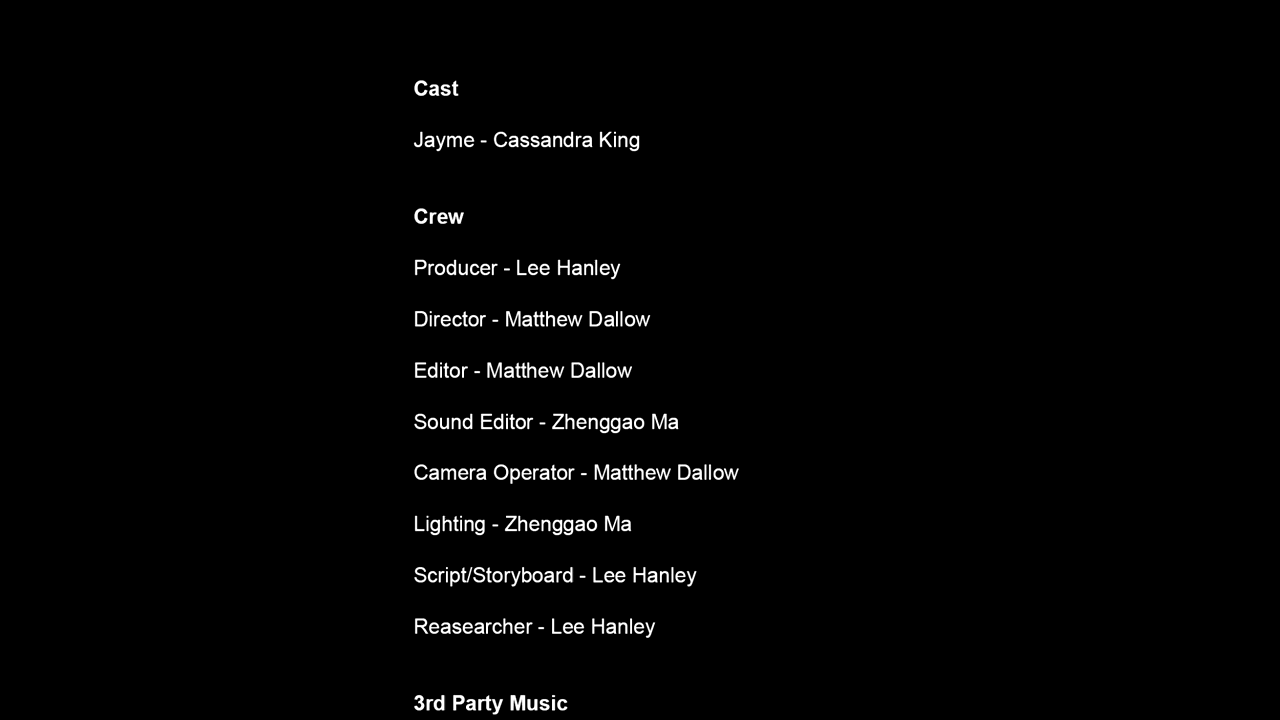 Cast
Jayme - Cassandra King
Crew
Producer - Lee Hanley
Director - Matthew Dallow
Editor - Matthew Dallow
Sound Editor - Zhenggao Ma
Camera Operator - Matthew Dallow
Lighting - Zhenggao Ma
Script/Storyboard - Lee Hanley
Reasearcher - Lee Hanley
3rd Party Music